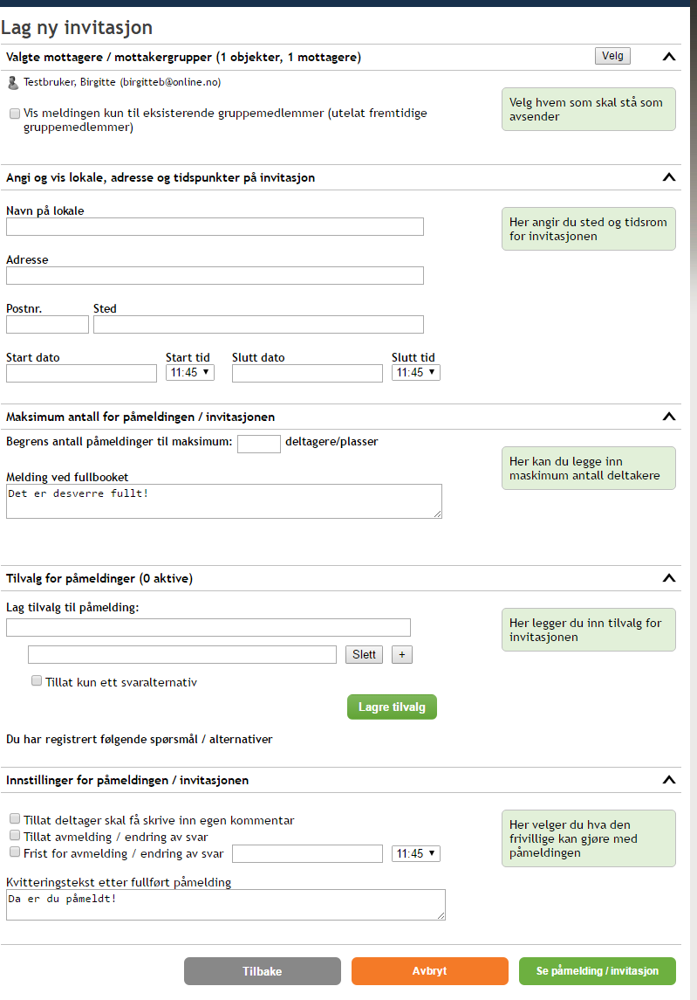 Lag ny invitasjon
Valgte mottagere / mottakergrupper (1 objekter, 1 mottagere)
Velg
Testbruker, Birgitte (birgitteb@online.no)
Vis meldingen kun til eksisterende gruppemedlemmer (utelat fremtidige
gruppemedlemmer)
Velg hvem som skal stå som
avsender
Angi og vis lokale, adresse og tidspunkter på invitasjon
Navn på lokale
Her angir du sted og tidsrom
for invitasjonen
Adresse
Postnr. Sted
Start dato Start tid Slutt dato Slutt tid
11:45 11:45
Maksimum antall for påmeldingen / invitasjonen
Begrens antall påmeldinger til maksimum: deltagere/plasser
Her kan du legge inn
maskimum antall deltakere
Melding ved fullbooket
Det er desverre fullt!
Tilvalg for påmeldinger (0 aktive)
Lag tilvalg til påmelding:
Her legger du inn tilvalg for
invitasjonen
Slett +
Tillat kun ett svaralternativ
Lagre tilvalg
Du har registrert følgende spørsmål / alternativer
Innstillinger for påmeldingen / invitasjonen
Tillat deltager skal få skrive inn egen kommentar
Tillat avmelding / endring av svar
Frist for avmelding / endring av svar 11:45
Her velger du hva den
frivillige kan gjøre med
påmeldingen
Kvitteringstekst etter fullført påmelding
Da er du påmeldt!
Tilbake Avbryt Se påmelding / invitasjon